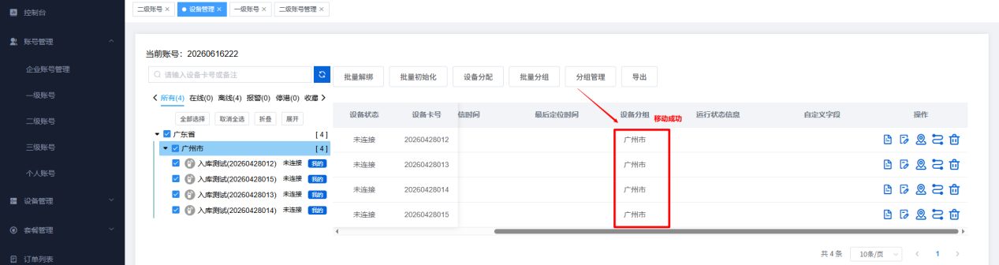 控制台
账号管理
企业账号管理
一级账号
二级账号
三级账号
个人账号
设备管理
套餐管理
订单列表
二级账号 ×
设备管理 ×
一级账号 ×
二级账号管理 ×
当前账号：20260616222
请输入设备卡号或备注
批量解绑
批量初始化
设备分配
批量分组
分组管理
导出
所有(4) 在线(0) 离线(4) 报警(0) 停港(0) 收藏
全部选择 取消全选 折叠 展开
广东省 [4]
广州市 [4]
入库测试(20260428012) 未连接 我的
入库测试(20260428015) 未连接 我的
入库测试(20260428013) 未连接 我的
入库测试(20260428014) 未连接 我的
设备状态 设备卡号 信时间 最后定位时间 设备分组 移动成功 运行状态信息 自定义字段 操作
未连接 20260428012 广州市
未连接 20260428013 广州市
未连接 20260428014 广州市
未连接 20260428015 广州市
共 4 条 10条/页 1